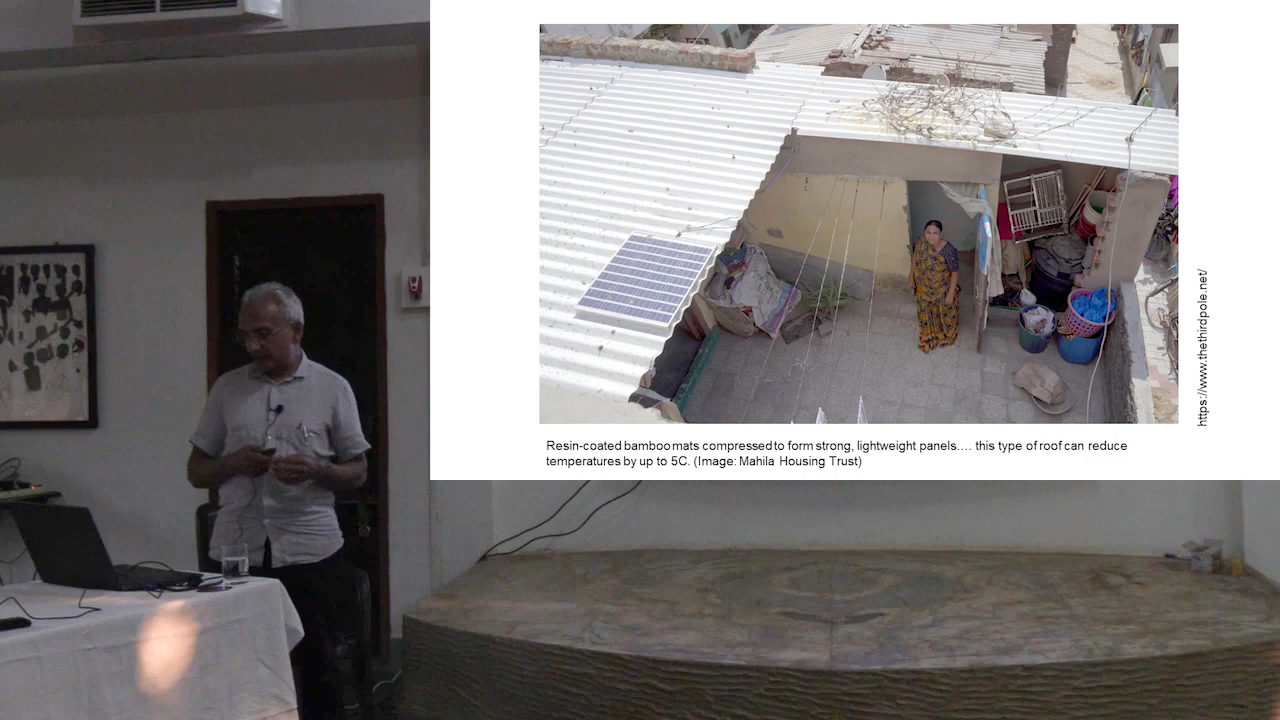 Resin-coated bamboo mats compressed to form strong, lightweight panels.... this type of roof can reduce
temperatures by up to 5C. (Image: Mahila Housing Trust)
https://www.thethirdpole.net/